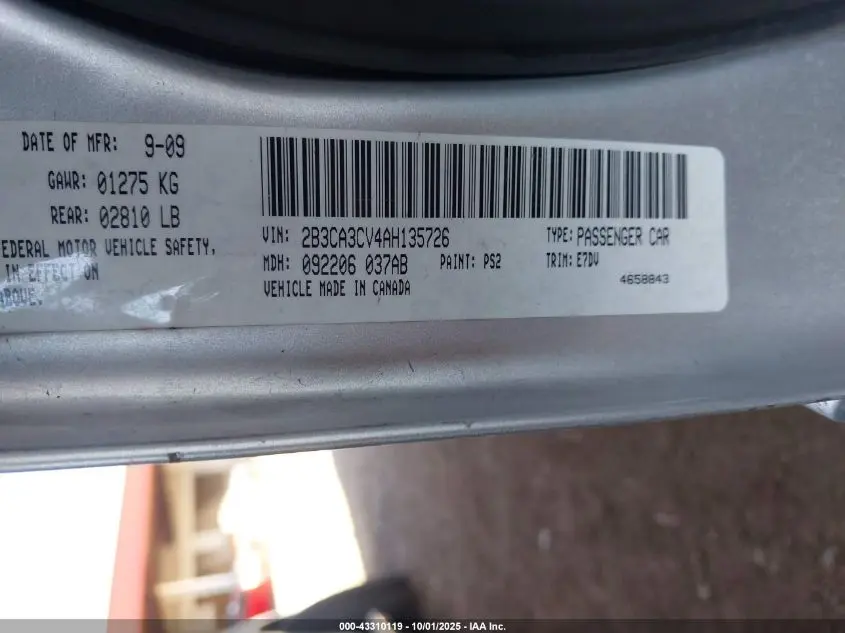 DATE OF MFR: 9-09
GAWR: 01275 KG
REAR: 02810 LB
FEDERAL MOTOR VEHICLE SAFETY,
IN EFFECT ON
ABOVE.
VIN: 2B3CA3CV4AH135726 TYPE: PASSENGER CAR
MDH: 092206 037AB PAINT: PS2 TRIM: E7DV
VEHICLE MADE IN CANADA 4658843
000-43310119 - 10/01/2025 - IAA Inc.